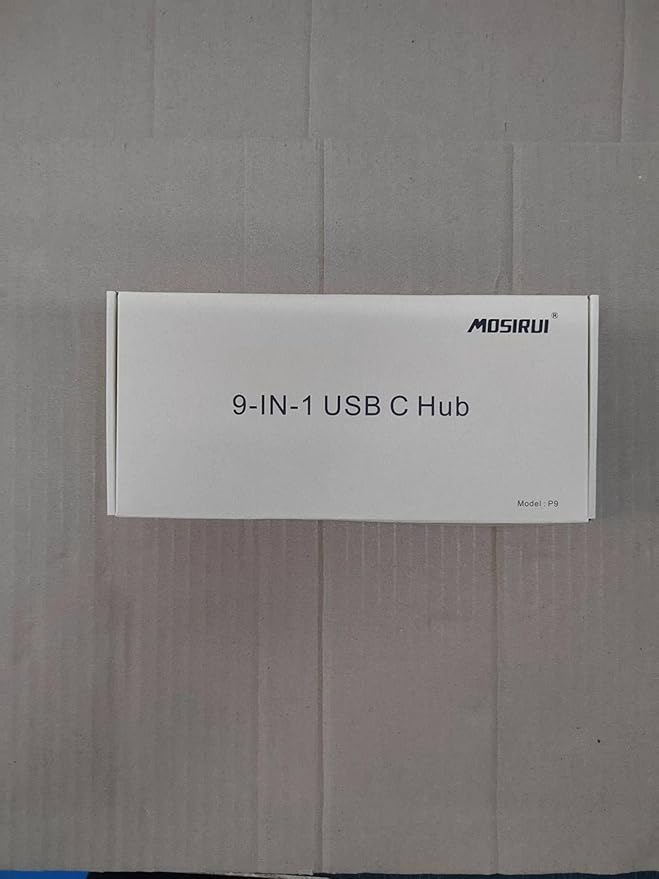 MOSIRUI®
9-IN-1 USB C Hub
Model : P9